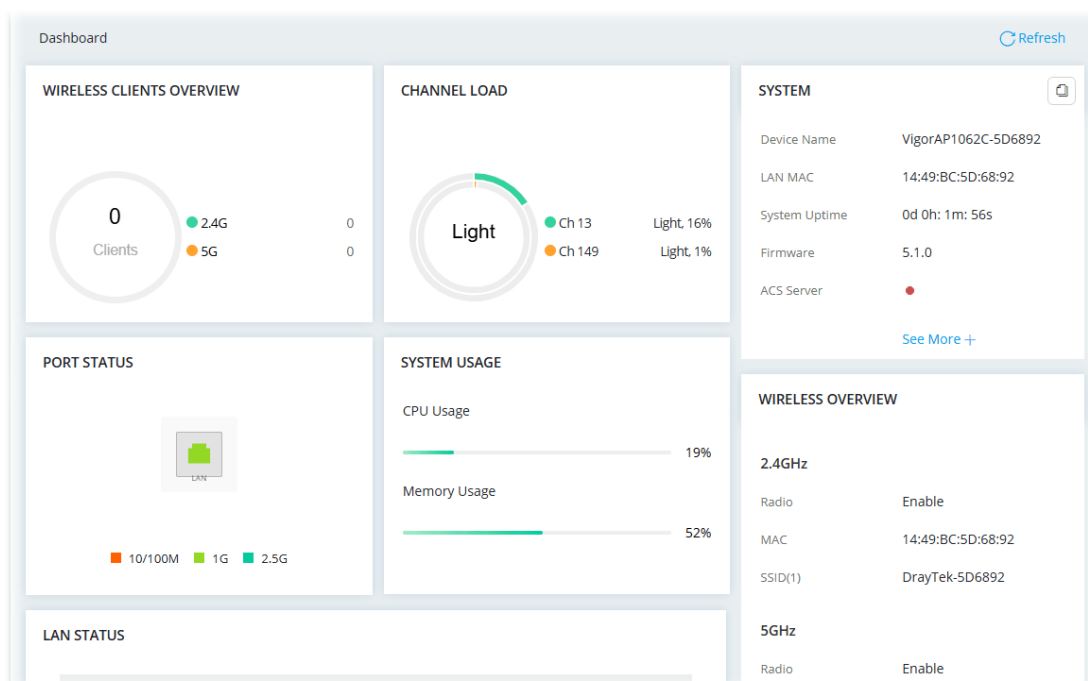 Dashboard
Refresh
WIRELESS CLIENTS OVERVIEW
0
Clients
2.4G 0
5G 0
CHANNEL LOAD
Light
Ch 13 Light, 16%
Ch 149 Light, 1%
SYSTEM
Device Name VigorAP1062C-5D6892
LAN MAC 14:49:BC:5D:68:92
System Uptime 0d 0h: 1m: 56s
Firmware 5.1.0
ACS Server
See More +
PORT STATUS
LAN
10/100M 1G 2.5G
SYSTEM USAGE
CPU Usage
19%
Memory Usage
52%
WIRELESS OVERVIEW
2.4GHz
Radio Enable
MAC 14:49:BC:5D:68:92
SSID(1) DrayTek-5D6892
5GHz
Radio Enable
LAN STATUS